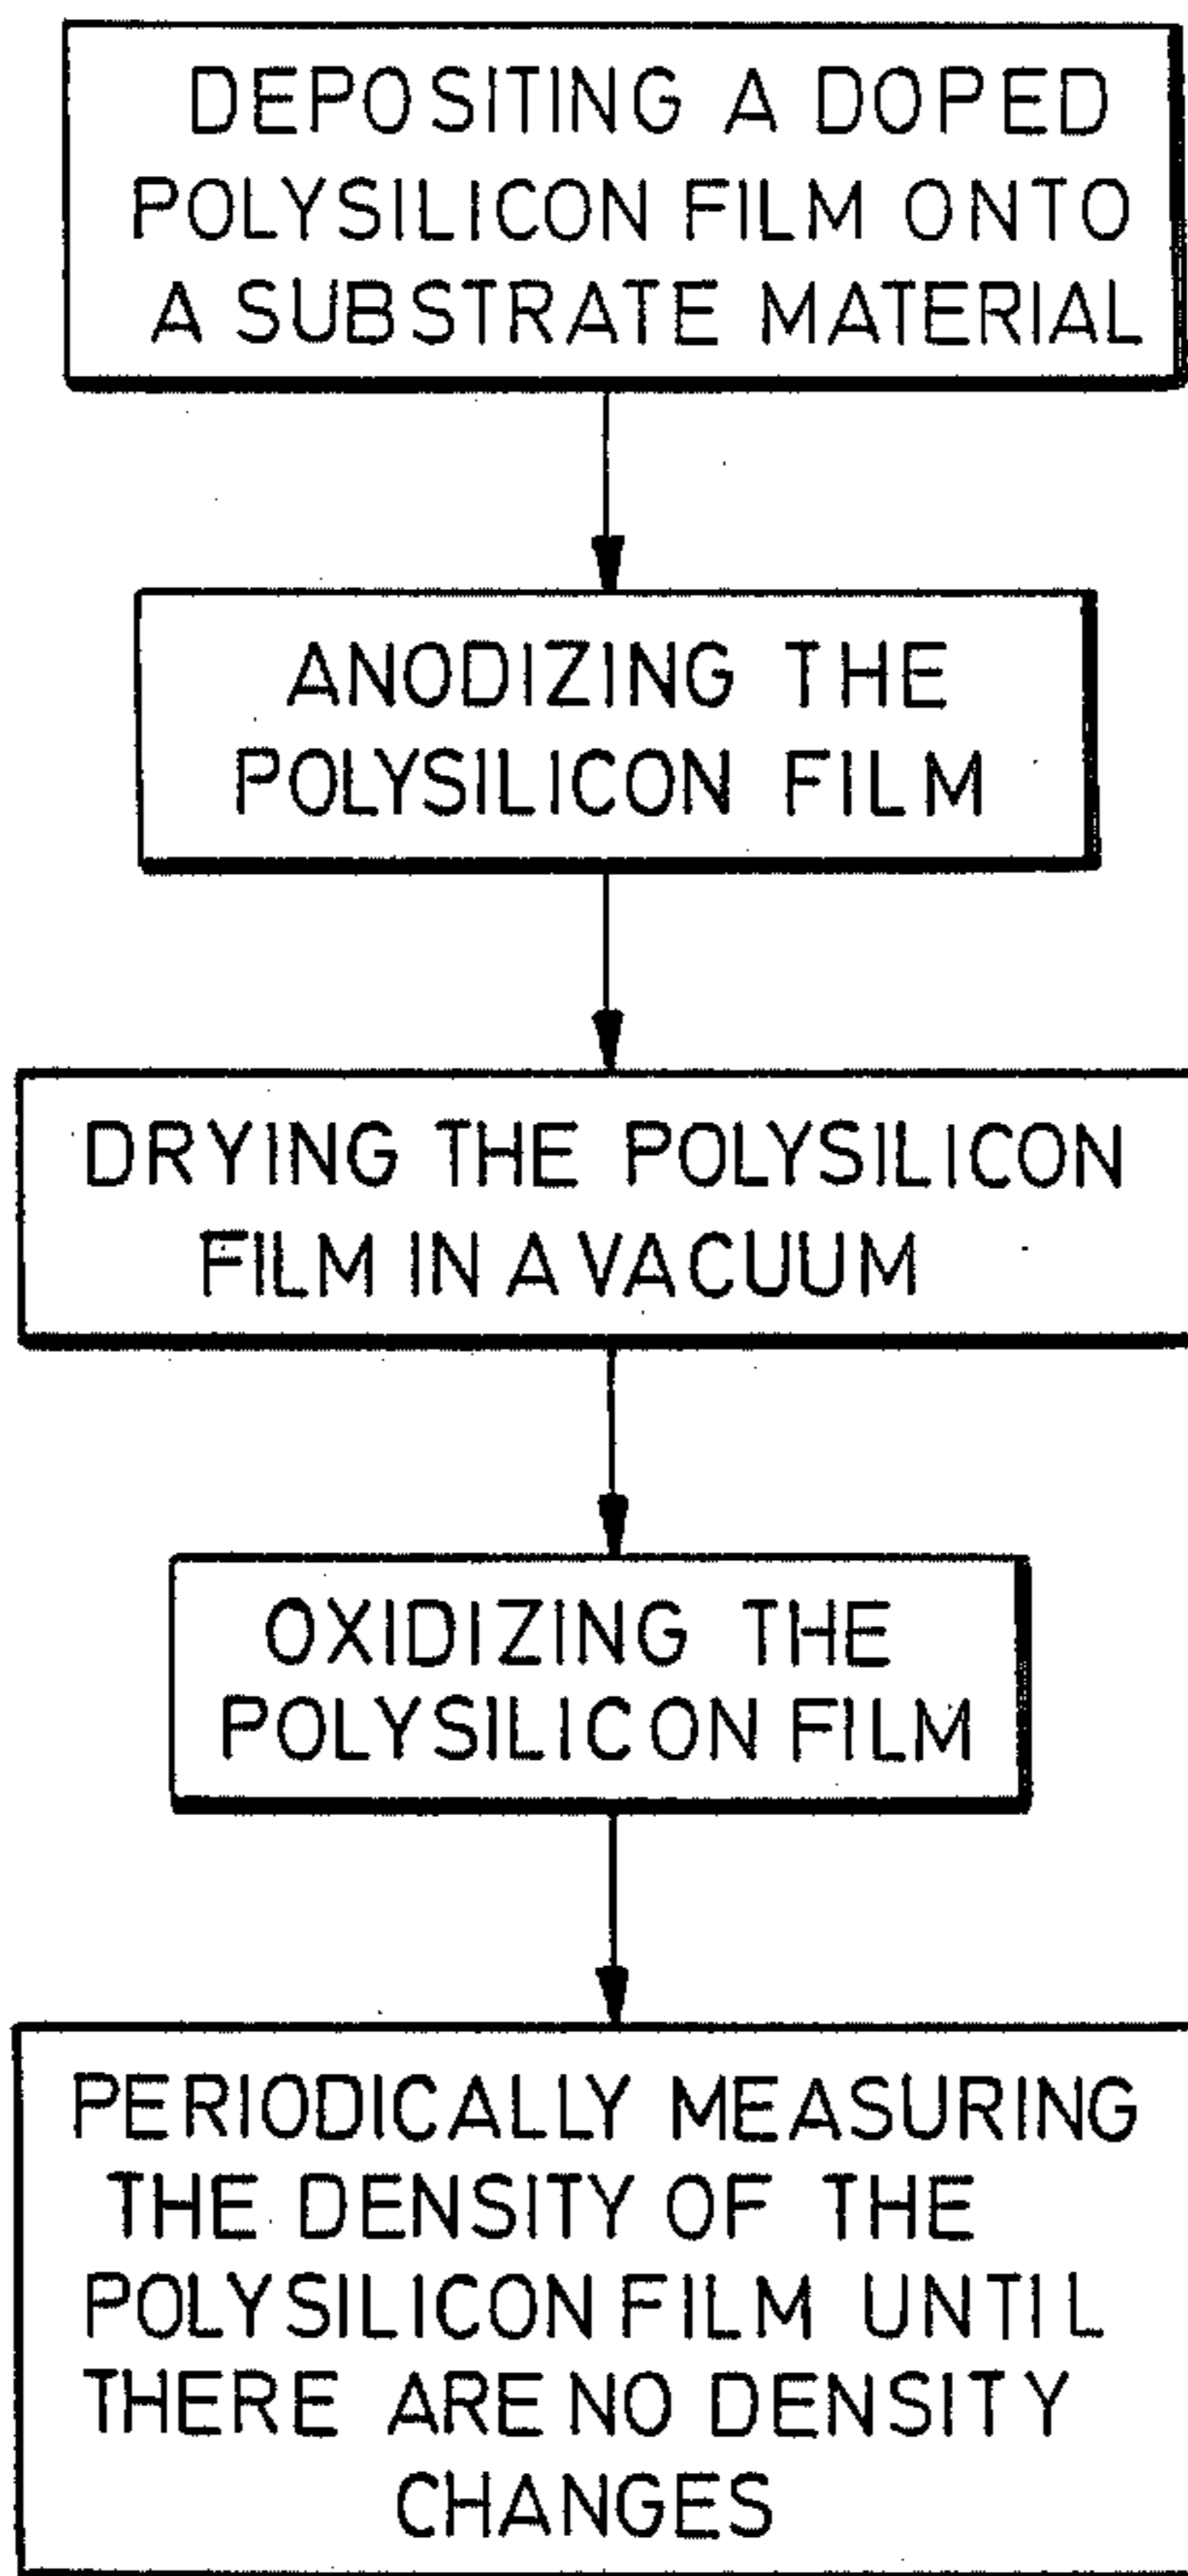 DEPOSITING A DOPED
POLYSILICON FILM ONTO
A SUBSTRATE MATERIAL
ANODIZING THE
POLYSILICON FILM
DRYING THE POLYSILICON
FILM IN A VACUUM
OXIDIZING THE
POLYSILICON FILM
PERIODICALLY MEASURING
THE DENSITY OF THE
POLYSILICON FILM UNTIL
THERE ARE NO DENSITY
CHANGES